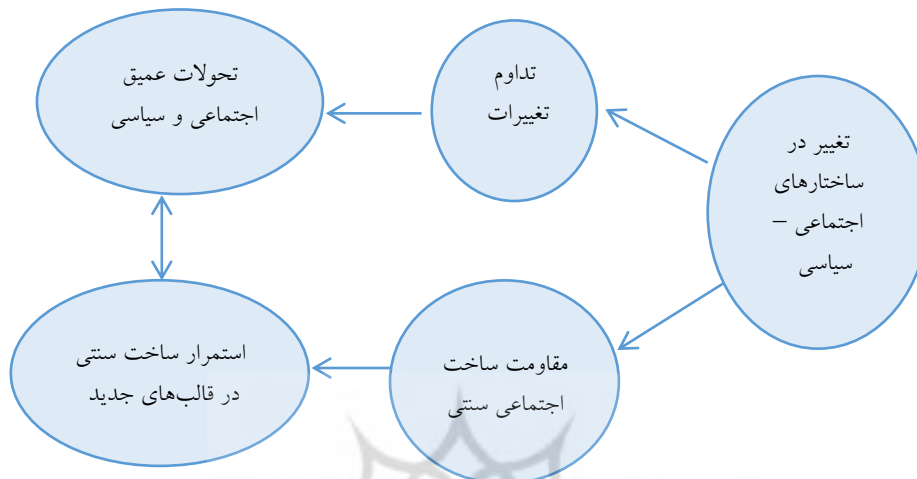 تغییر در
ساختارهای
اجتماعی –
سیاسی
تداوم
تغییرات
تحولات عمیق
اجتماعی و سیاسی
مقاومت ساخت
اجتماعی سنتی
استمرار ساخت سنتی
در قالب‌های جدید